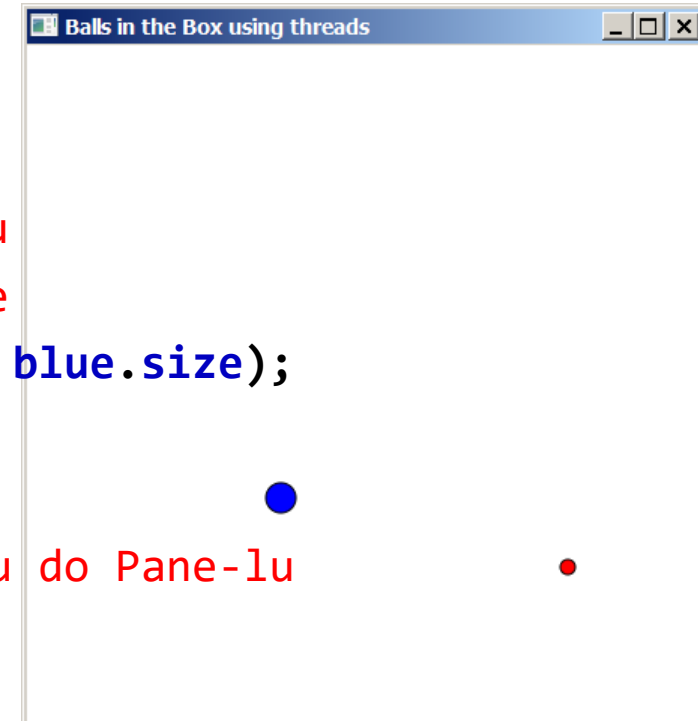 Balls in the Box using threads
blue.size);
do Pane-lu